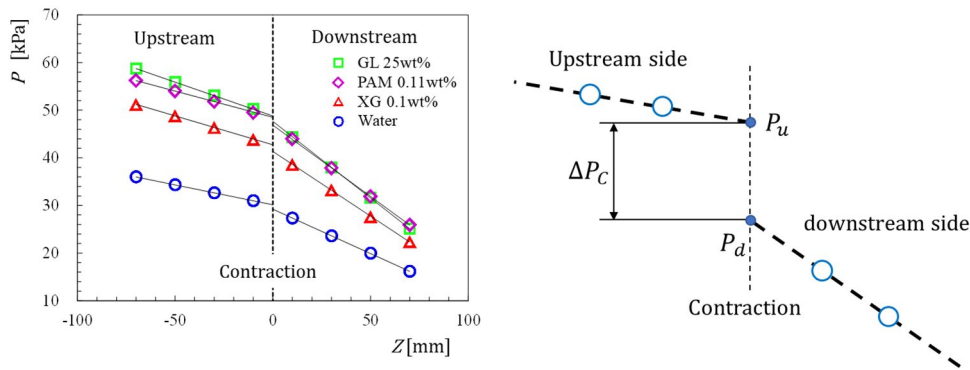 P [kPa]
70
60
50
40
30
20
10
-100
-50
0
50
100
Z[mm]
Upstream
Downstream
GL 25wt%
PAM 0.11wt%
XG 0.1wt%
Water
Contraction
Upstream side
P_u
ΔP_C
P_d
downstream side
Contraction